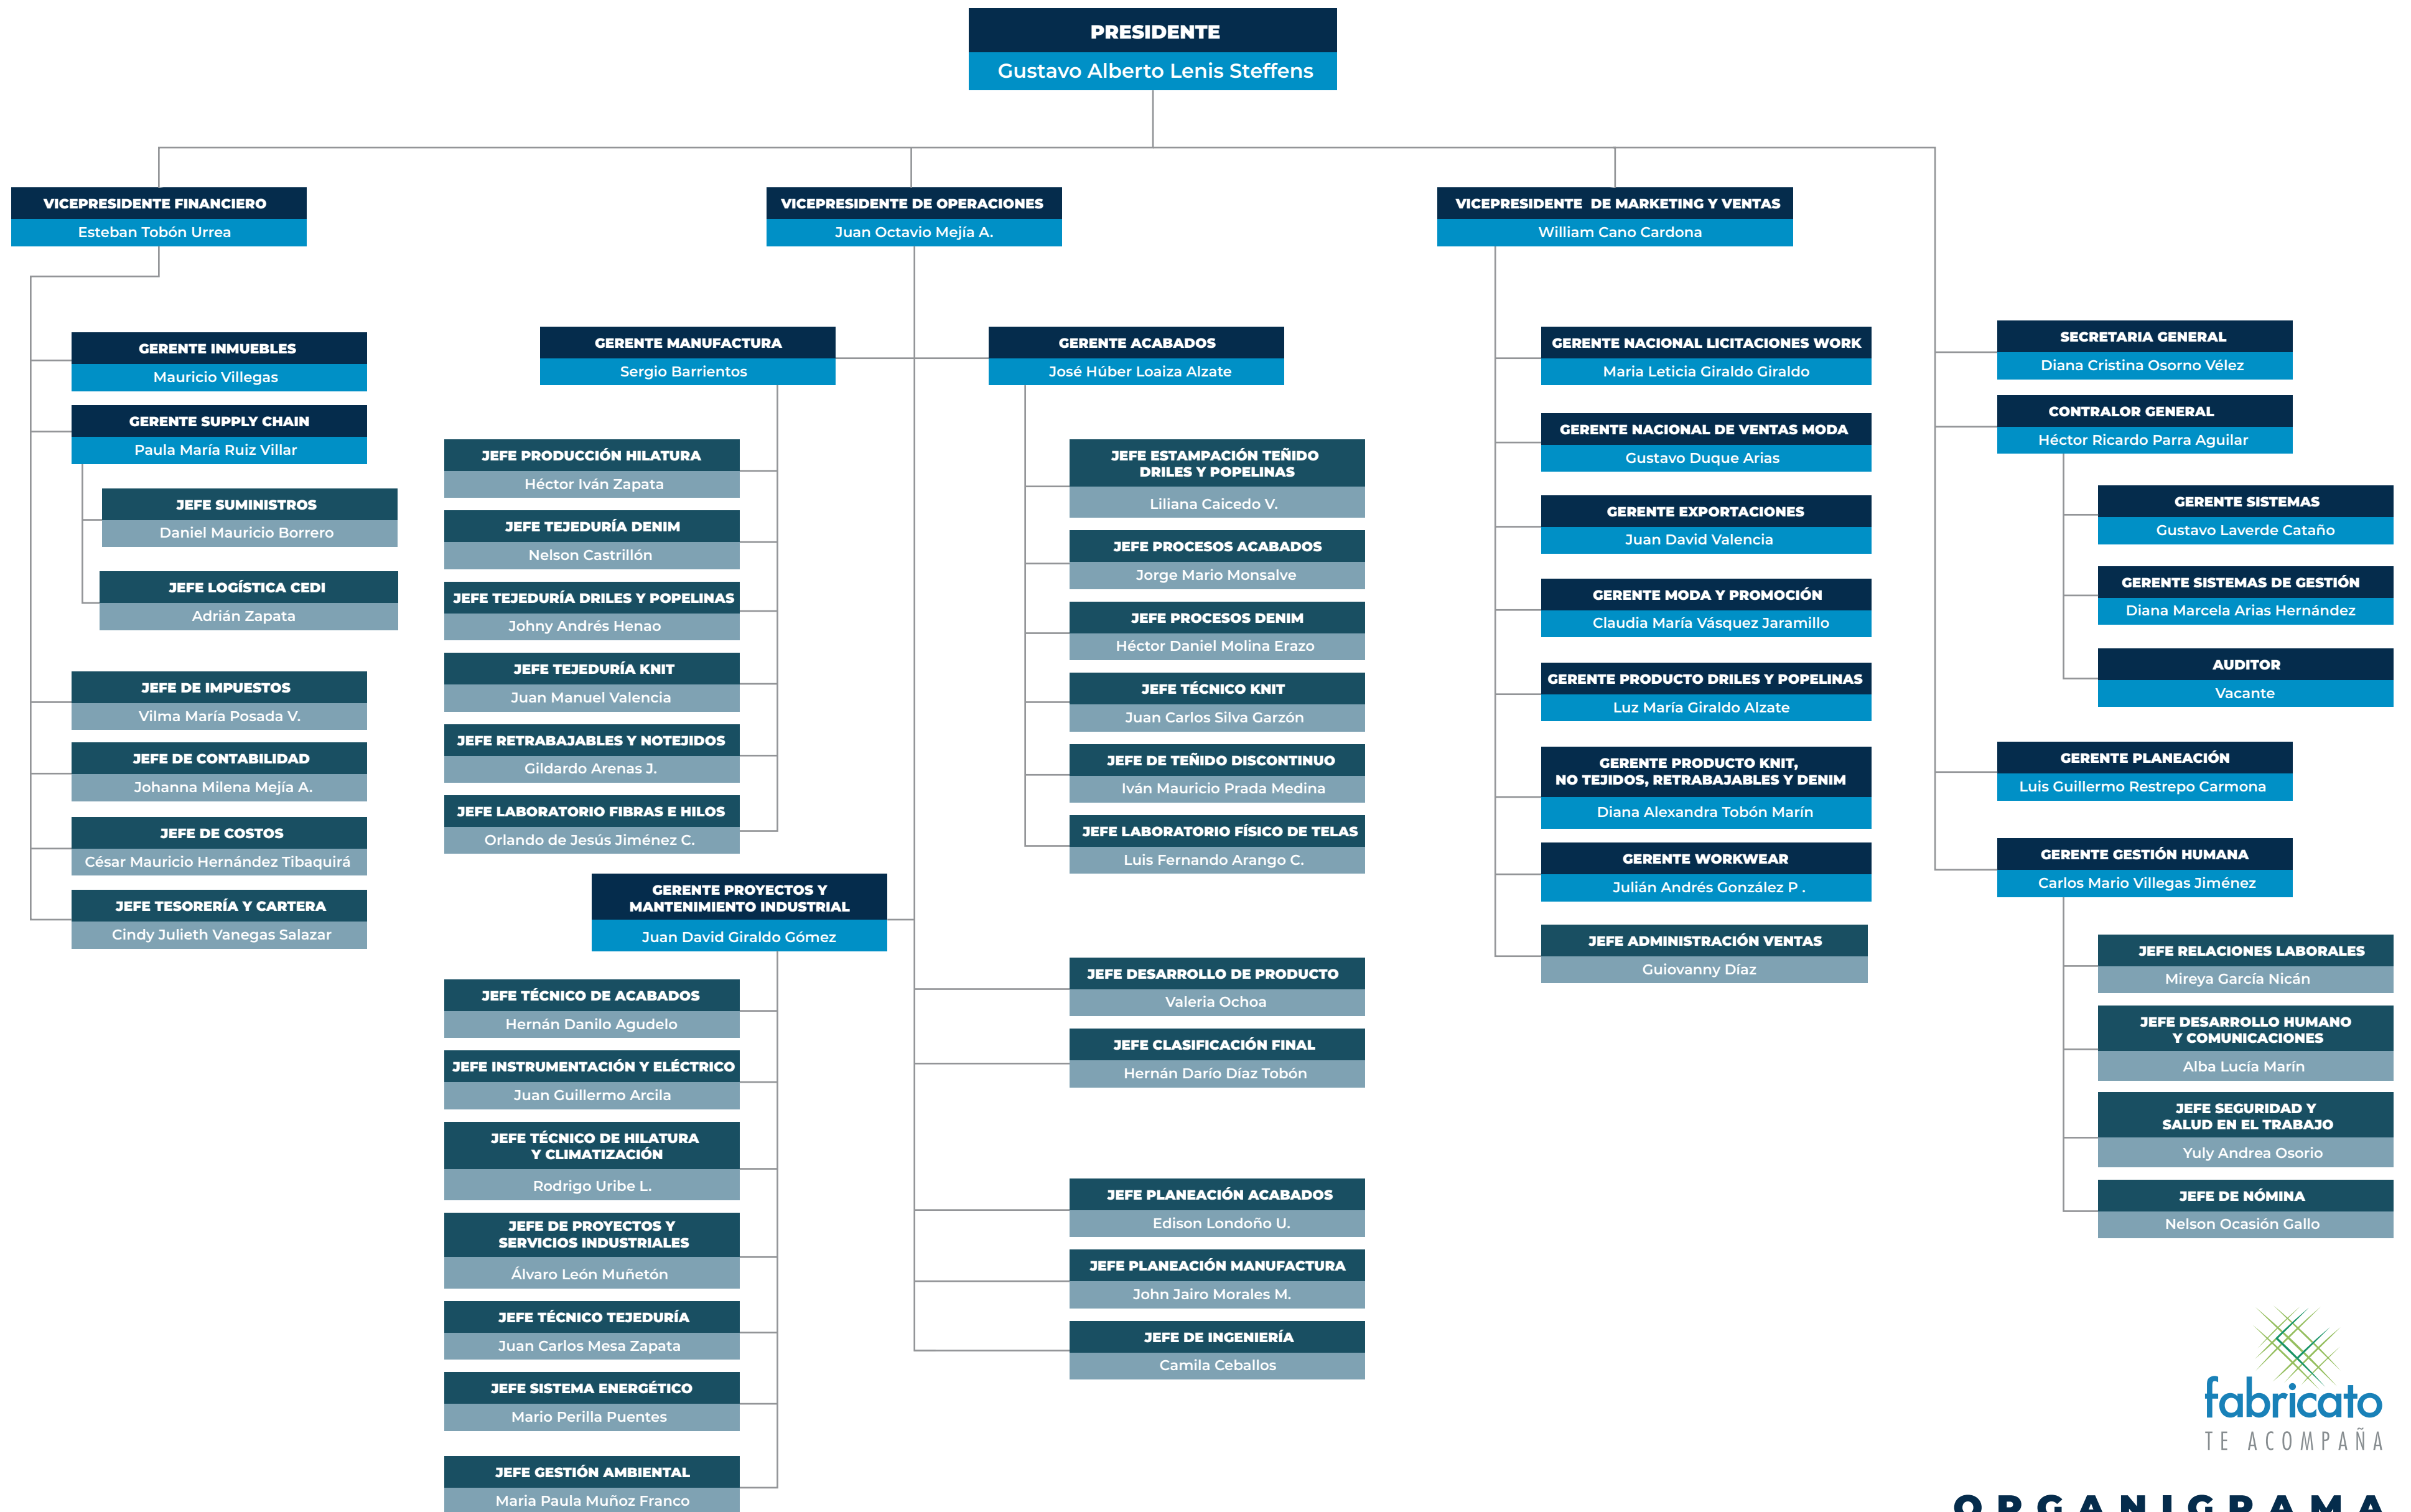 PRESIDENTE
Gustavo Alberto Lenis Steffens
VICEPRESIDENTE FINANCIERO
Esteban Tobón Urrea
GERENTE INMUEBLES
Mauricio Villegas
GERENTE SUPPLY CHAIN
Paula María Ruiz Villar
JEFE SUMINISTROS
Daniel Mauricio Borrero
JEFE LOGÍSTICA CEDI
Adrián Zapata
JEFE DE IMPUESTOS
Vilma María Posada V.
JEFE DE CONTABILIDAD
Johanna Milena Mejía A.
JEFE DE COSTOS
César Mauricio Hernández Tibaquirá
JEFE TESORERÍA Y CARTERA
Cindy Julieth Vanegas Salazar
VICEPRESIDENTE DE OPERACIONES
Juan Octavio Mejía A.
GERENTE MANUFACTURA
Sergio Barrientos
JEFE PRODUCCIÓN HILATURA
Héctor Iván Zapata
JEFE TEJEDURÍA DENIM
Nelson Castrillón
JEFE TEJEDURÍA DRILES Y POPELINAS
Johny Andrés Henao
JEFE TEJEDURÍA KNIT
Juan Manuel Valencia
JEFE RETRABAJABLES Y NOTEJIDOS
Gildardo Arenas J.
JEFE LABORATORIO FIBRAS E HILOS
Orlando de Jesús Jiménez C.
GERENTE PROYECTOS Y
MANTENIMIENTO INDUSTRIAL
Juan David Giraldo Gómez
JEFE TÉCNICO DE ACABADOS
Hernán Danilo Agudelo
JEFE INSTRUMENTACIÓN Y ELÉCTRICO
Juan Guillermo Arcila
JEFE TÉCNICO DE HILATURA
Y CLIMATIZACIÓN
Rodrigo Uribe L.
JEFE DE PROYECTOS Y
SERVICIOS INDUSTRIALES
Álvaro León Muñetón
JEFE TÉCNICO TEJEDURÍA
Juan Carlos Mesa Zapata
JEFE SISTEMA ENERGÉTICO
Mario Perilla Puentes
JEFE GESTIÓN AMBIENTAL
Maria Paula Muñoz Franco
GERENTE ACABADOS
José Húber Loaiza Alzate
JEFE ESTAMPACIÓN TEÑIDO
DRILES Y POPELINAS
Liliana Caicedo V.
JEFE PROCESOS ACABADOS
Jorge Mario Monsalve
JEFE PROCESOS DENIM
Héctor Daniel Molina Erazo
JEFE TÉCNICO KNIT
Juan Carlos Silva Garzón
JEFE DE TEÑIDO DISCONTINUO
Iván Mauricio Prada Medina
JEFE LABORATORIO FÍSICO DE TELAS
Luis Fernando Arango C.
JEFE DESARROLLO DE PRODUCTO
Valeria Ochoa
JEFE CLASIFICACIÓN FINAL
Hernán Darío Díaz Tobón
JEFE PLANEACIÓN ACABADOS
Edison Londoño U.
JEFE PLANEACIÓN MANUFACTURA
John Jairo Morales M.
JEFE DE INGENIERÍA
Camila Ceballos
VICEPRESIDENTE DE MARKETING Y VENTAS
William Cano Cardona
GERENTE NACIONAL LICITACIONES WORK
Maria Leticia Giraldo Giraldo
GERENTE NACIONAL DE VENTAS MODA
Gustavo Duque Arias
GERENTE EXPORTACIONES
Juan David Valencia
GERENTE MODA Y PROMOCIÓN
Claudia María Vásquez Jaramillo
GERENTE PRODUCTO DRILES Y POPELINAS
Luz María Giraldo Alzate
GERENTE PRODUCTO KNIT,
NO TEJIDOS, RETRABAJABLES Y DENIM
Diana Alexandra Tobón Marín
GERENTE WORKWEAR
Julián Andrés González P .
JEFE ADMINISTRACIÓN VENTAS
Guiovanny Díaz
SECRETARIA GENERAL
Diana Cristina Osorno Vélez
CONTRALOR GENERAL
Héctor Ricardo Parra Aguilar
GERENTE SISTEMAS
Gustavo Laverde Cataño
GERENTE SISTEMAS DE GESTIÓN
Diana Marcela Arias Hernández
AUDITOR
Vacante
GERENTE PLANEACIÓN
Luis Guillermo Restrepo Carmona
GERENTE GESTIÓN HUMANA
Carlos Mario Villegas Jiménez
JEFE RELACIONES LABORALES
Mireya García Nicán
JEFE DESARROLLO HUMANO
Y COMUNICACIONES
Alba Lucía Marín
JEFE SEGURIDAD Y
SALUD EN EL TRABAJO
Yuly Andrea Osorio
JEFE DE NÓMINA
Nelson Ocasión Gallo
fabricato
TE ACOMPAÑA
ORGANIGRAMA